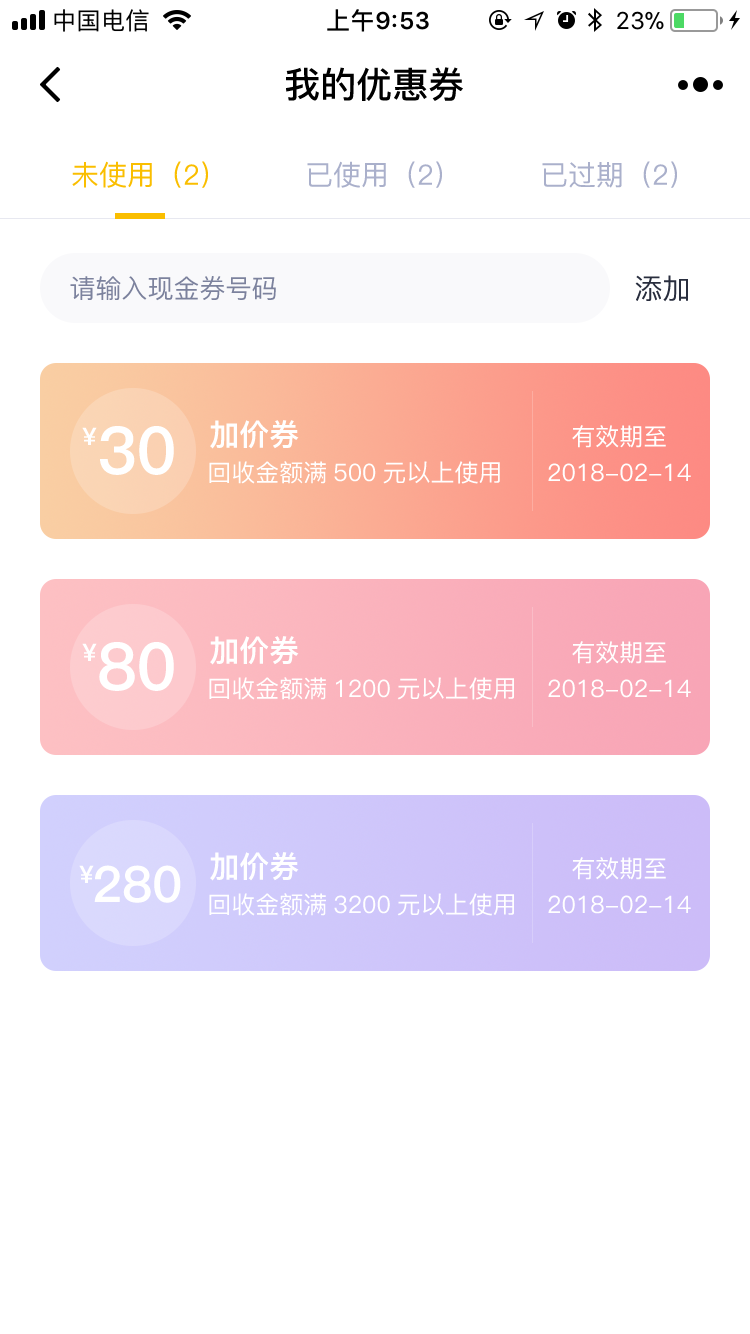 中国电信 上午9:53 23%
我的优惠券
未使用（2） 已使用（2） 已过期（2）
请输入现金券号码 添加
¥30 加价券
回收金额满 500 元以上使用
有效期至
2018-02-14
¥80 加价券
回收金额满 1200 元以上使用
有效期至
2018-02-14
¥280 加价券
回收金额满 3200 元以上使用
有效期至
2018-02-14